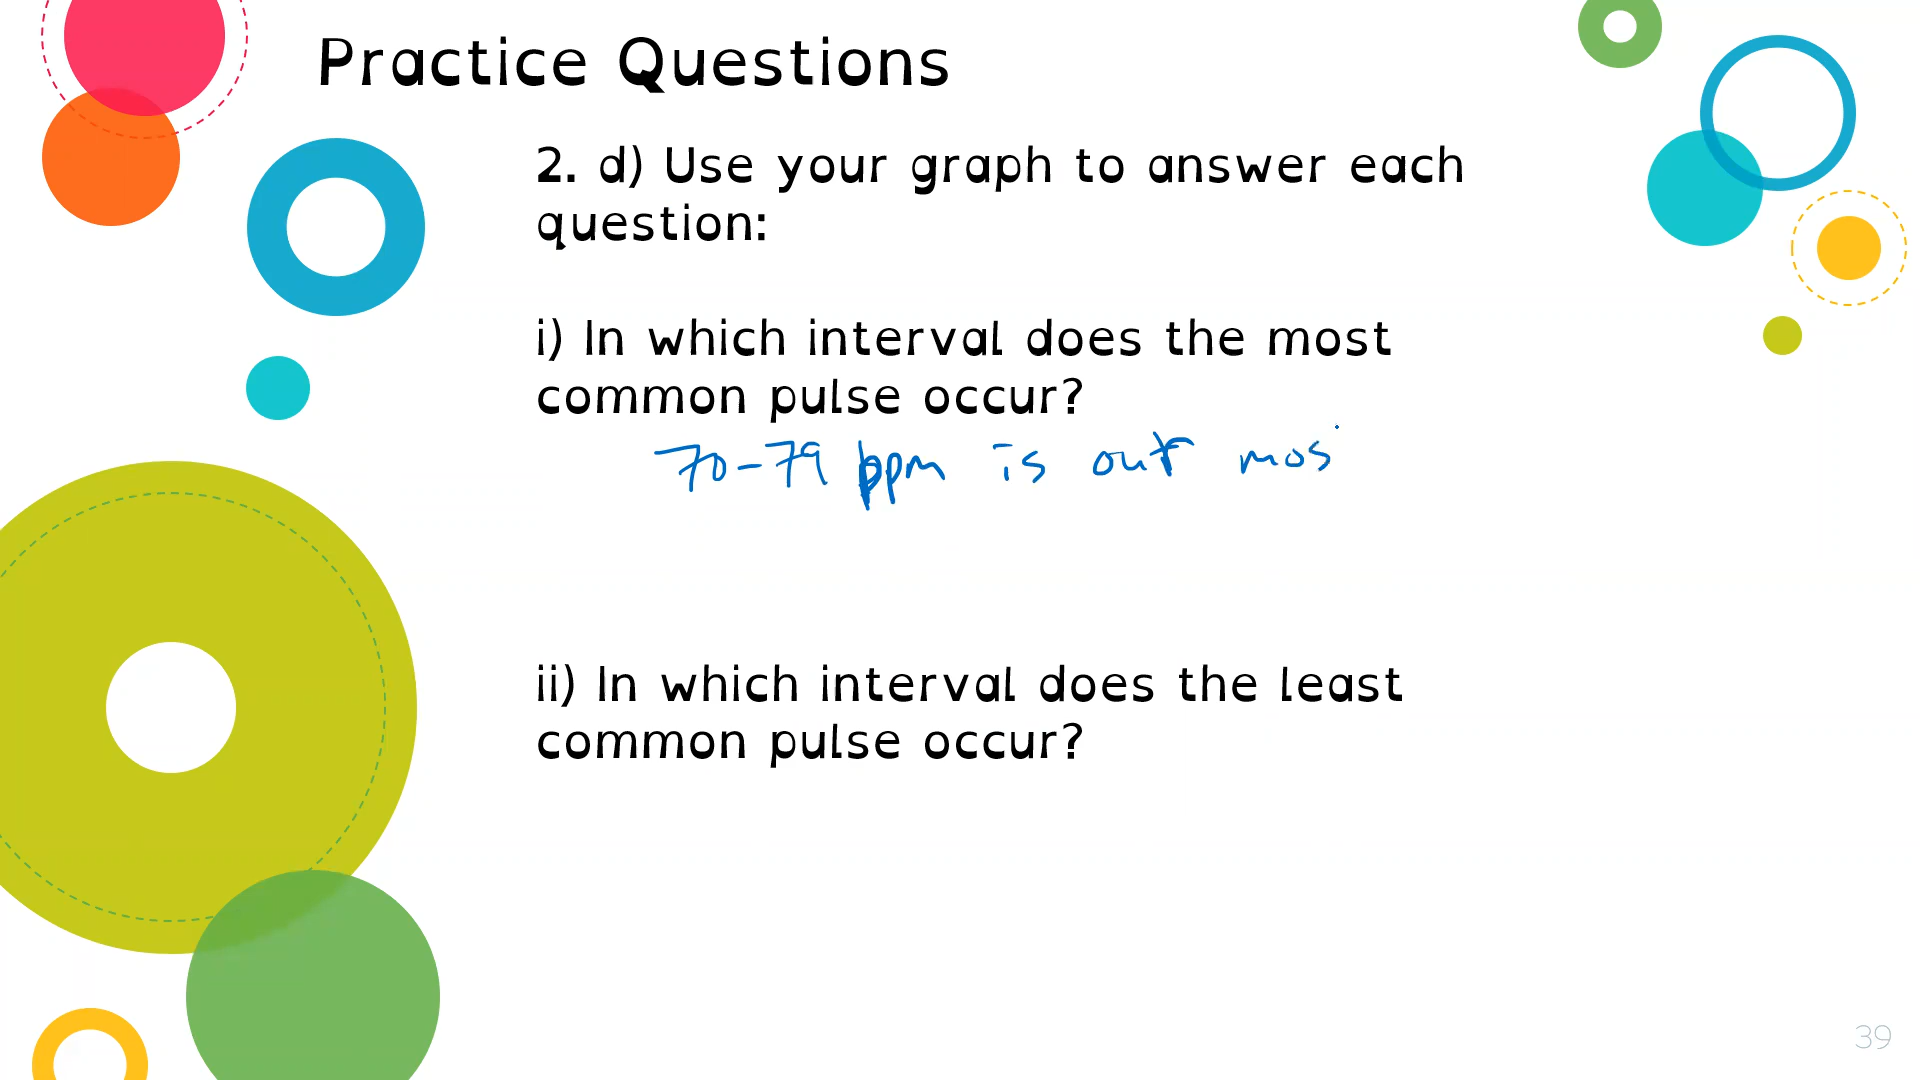 Practice Questions
2. d) Use your graph to answer each
question:
i) In which interval does the most
common pulse occur?
70-79 bpm is our mos
ii) In which interval does the least
common pulse occur?
39